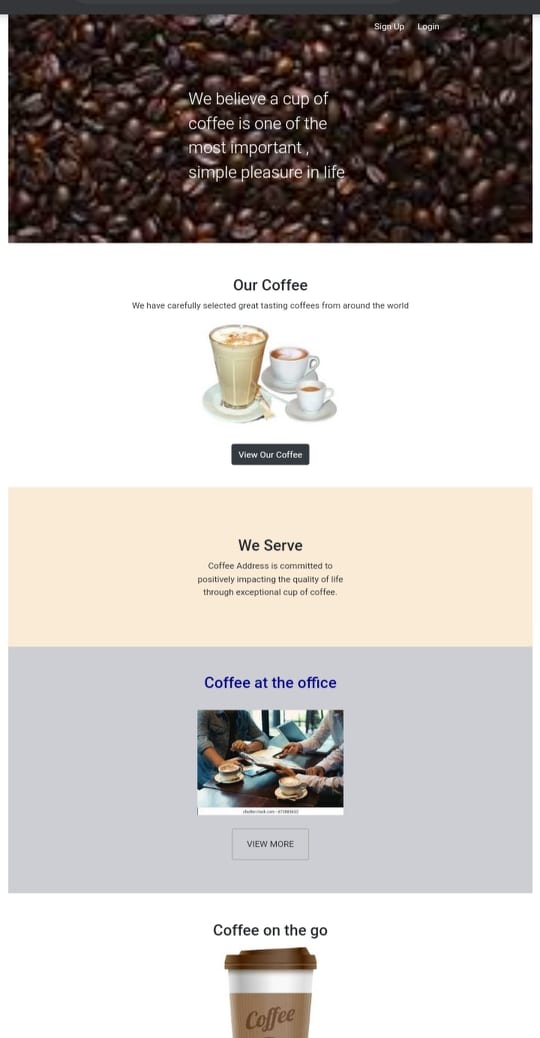 Sign Up Login
We believe a cup of
coffee is one of the
most important ,
simple pleasure in life
Our Coffee
We have carefully selected great tasting coffees from around the world
View Our Coffee
We Serve
Coffee Address is committed to
positively impacting the quality of life
through exceptional cup of coffee.
Coffee at the office
VIEW MORE
Coffee on the go
Coffee